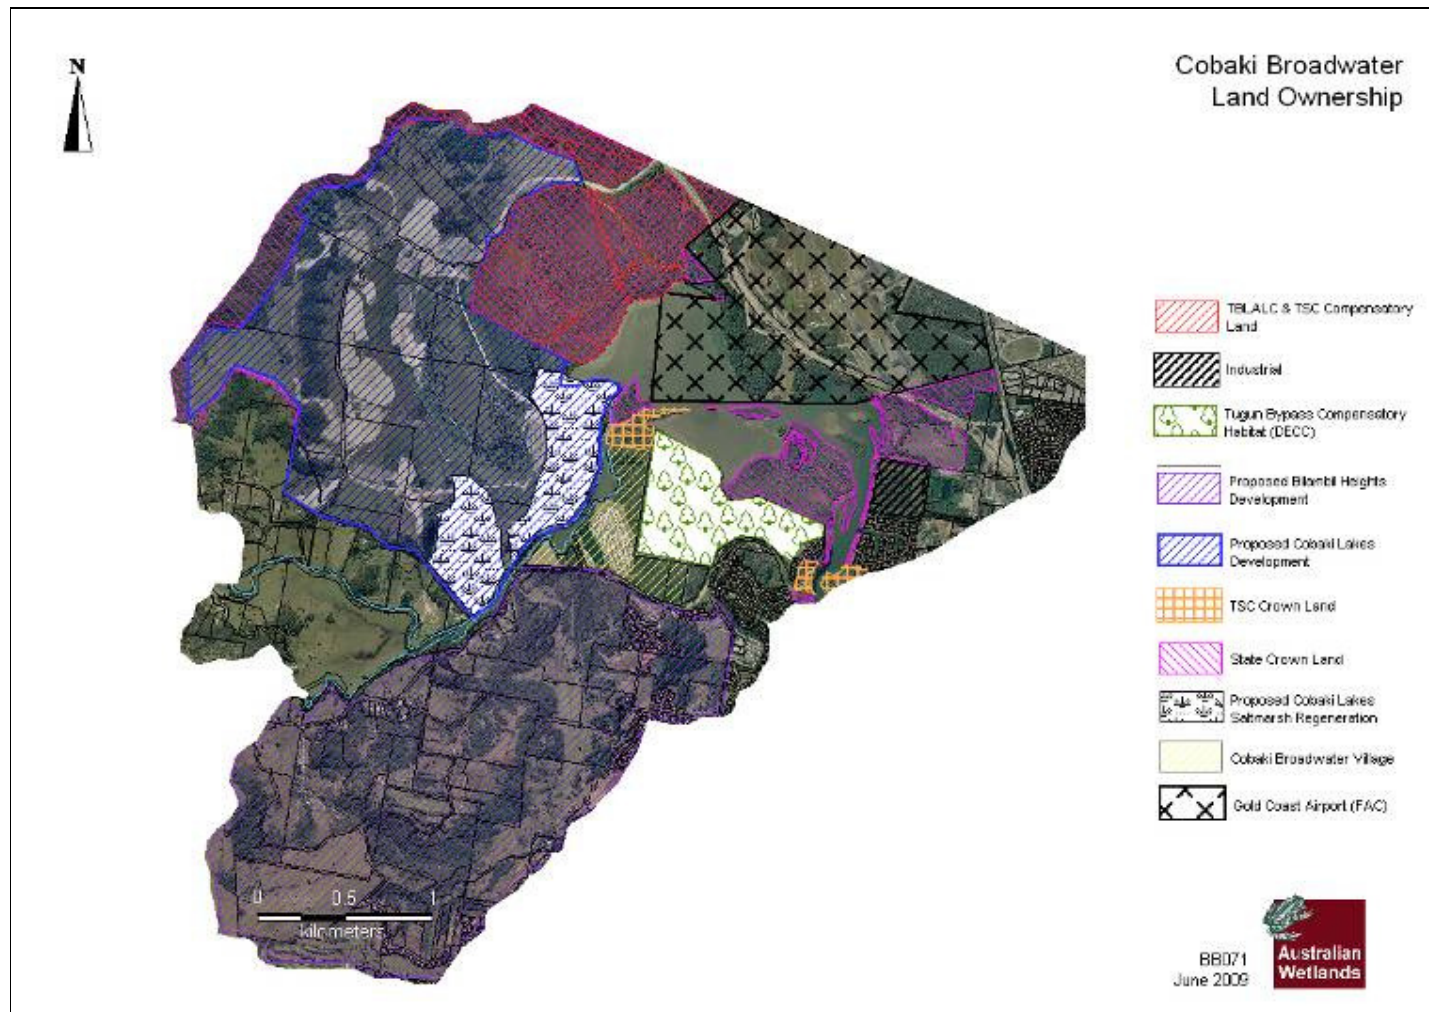 N
Cobaki Broadwater
Land Ownership
TBLALC & TSC Compensatory
Land
Industrial
Tugun Bypass Compensatory
Habitat (DECC)
Proposed Bilambil Heights
Development
Proposed Cobaki Lakes
Development
TSC Crown Land
State Crown Land
Proposed Cobaki Lakes
Saltmarsh Regeneration
Cobaki Broadwater Village
Gold Coast Airport (FAC)
0 0.5 1
kilometers
BB071
June 2009
Australian
Wetlands